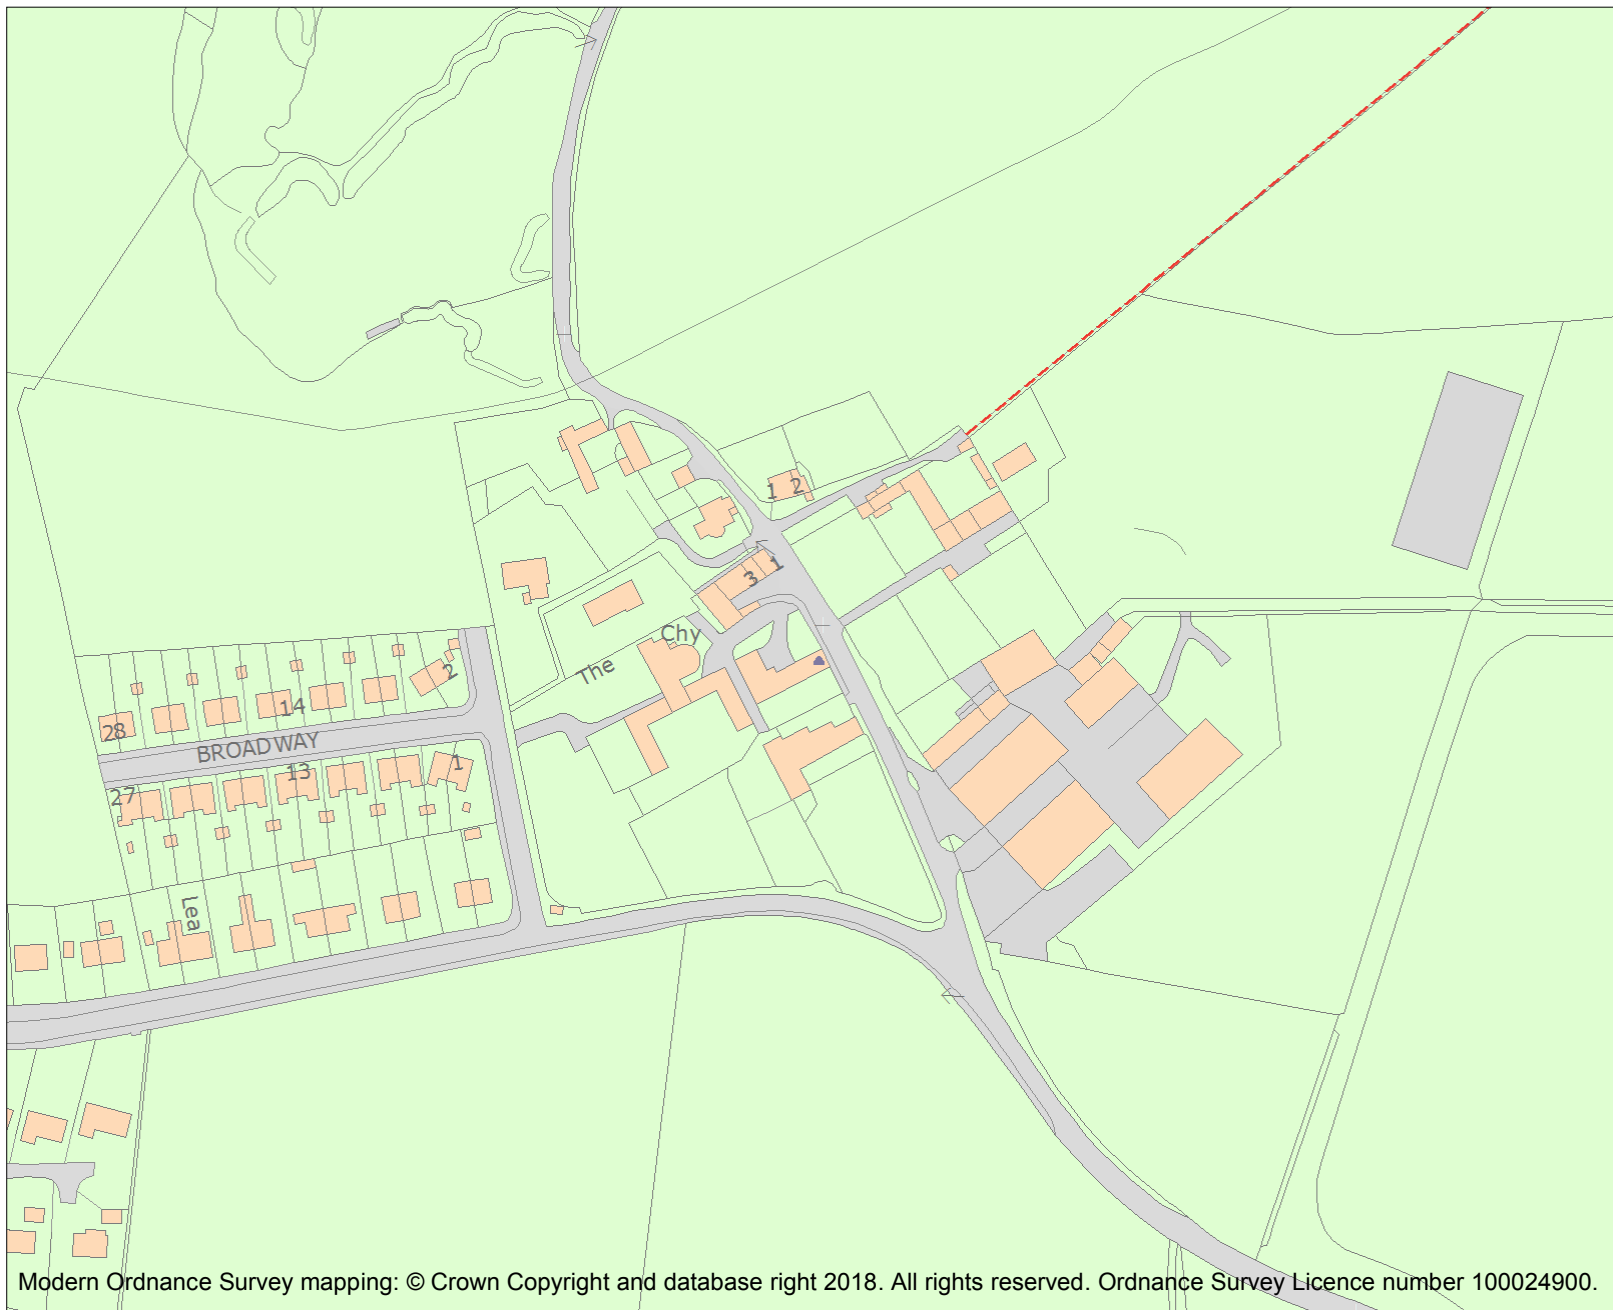 1 2
3 1
Chy
The
2
14
28
BROADWAY
13
1
27
Lea
Modern Ordnance Survey mapping: © Crown Copyright and database right 2018. All rights reserved. Ordnance Survey Licence number 100024900.